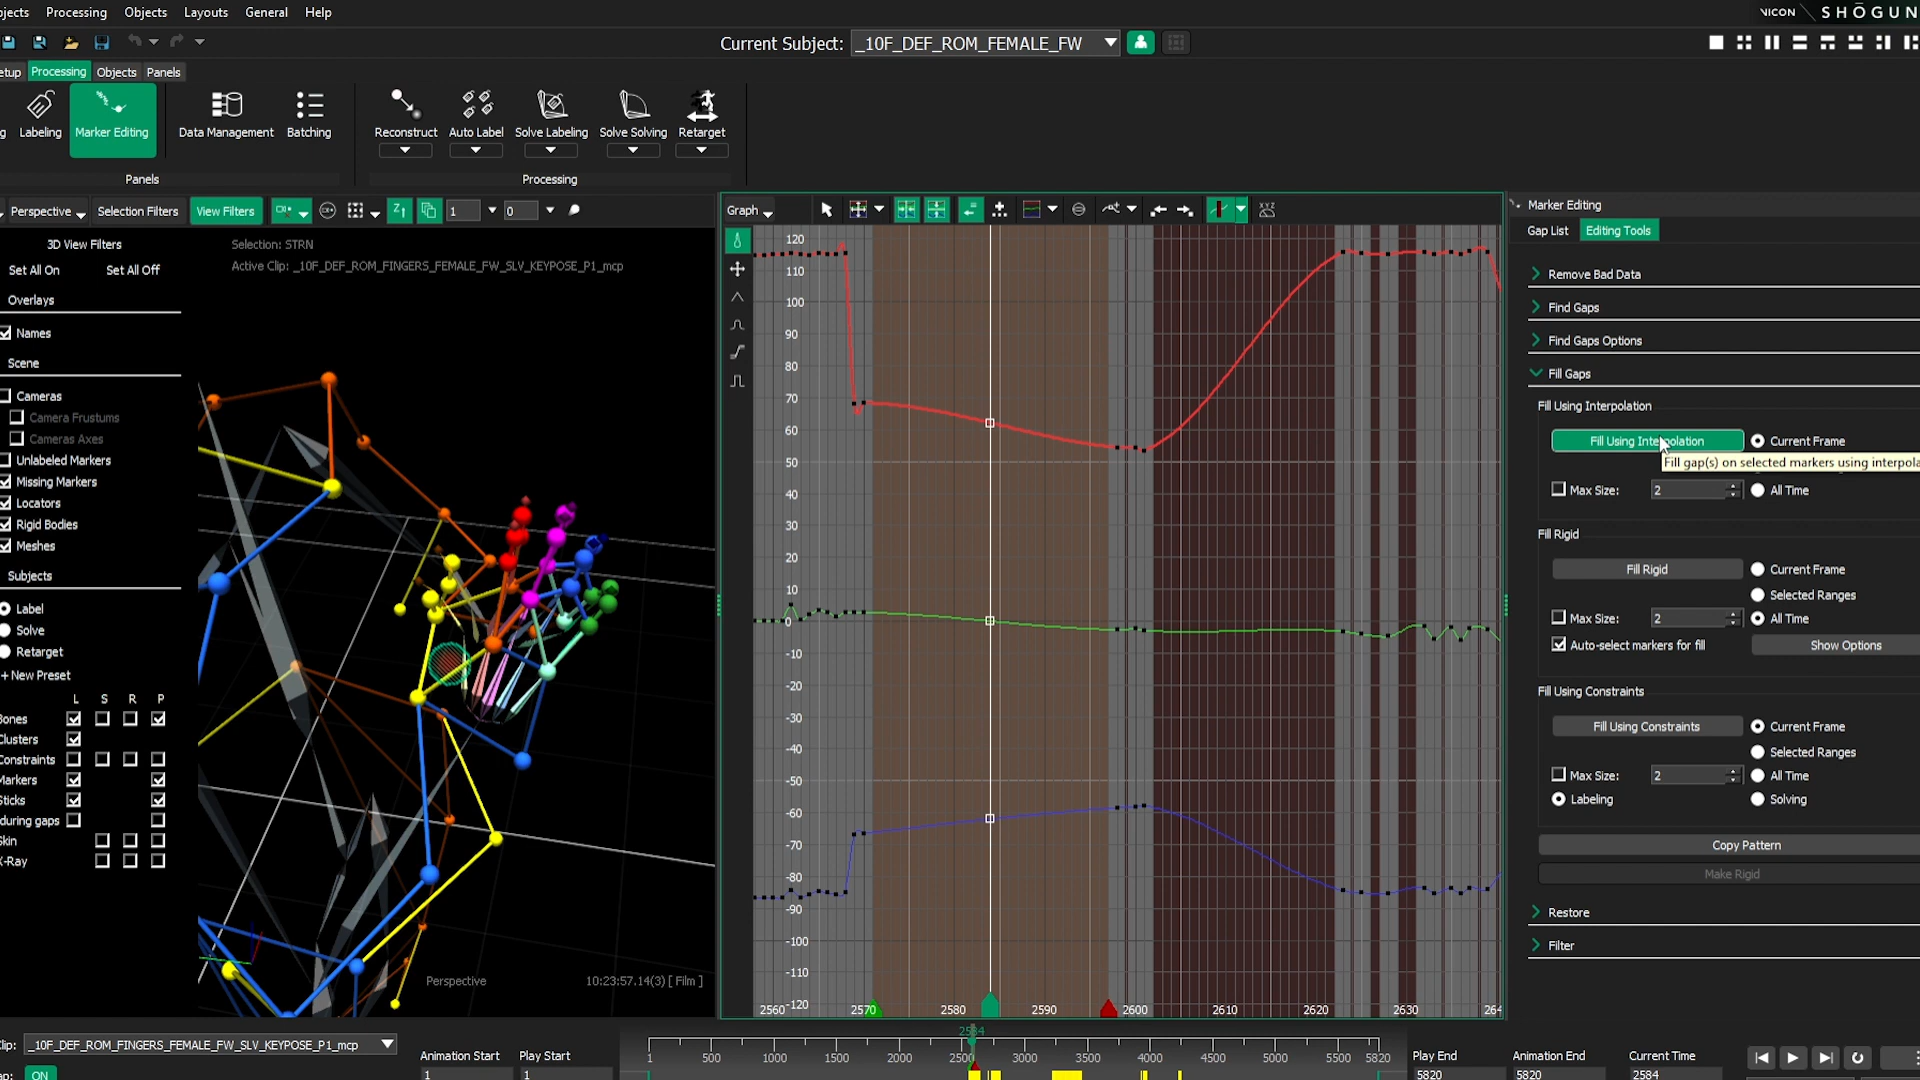 jects Processing Objects Layouts General Help
VICON SHŌGUN
Current Subject: _10F_DEF_ROM_FEMALE_FW
etup Processing Objects Panels
g Labeling Marker Editing Data Management Batching Reconstruct Auto Label Solve Labeling Solve Solving Retarget
Panels Processing
Perspective Selection Filters View Filters 1 0
3D View Filters
Set All On Set All Off
Overlays
Names
Scene
Cameras
Camera Frustums
Cameras Axes
Unlabeled Markers
Missing Markers
Locators
Rigid Bodies
Meshes
Subjects
Label
Solve
Retarget
+ New Preset
L S R P
Bones
Clusters
Constraints
Markers
Sticks
during gaps
Skin
X-Ray
Selection: STRN
Active Clip: _10F_DEF_ROM_FINGERS_FEMALE_FW_SLV_KEYPOSE_P1_mcp
Perspective 10:23:57.14(3) [ Film ]
Graph XYZ
120
110
100
90
80
70
60
50
40
30
20
10
0
-10
-20
-30
-40
-50
-60
-70
-80
-90
-100
-110
-120
2560 2570 2580 2590 2600 2610 2620 2630 264
Marker Editing
Gap List Editing Tools
Remove Bad Data
Find Gaps
Find Gaps Options
Fill Gaps
Fill Using Interpolation
Fill Using Interpolation Current Frame
Fill gap(s) on selected markers using interpola
Max Size: 2 All Time
Fill Rigid
Fill Rigid Current Frame
Selected Ranges
Max Size: 2 All Time
Auto-select markers for fill Show Options
Fill Using Constraints
Fill Using Constraints Current Frame
Selected Ranges
Max Size: 2 All Time
Labeling Solving
Copy Pattern
Make Rigid
Restore
Filter
lip: _10F_DEF_ROM_FINGERS_FEMALE_FW_SLV_KEYPOSE_P1_mcp
ap: ON
Animation Start Play Start
1 1
2584
1 500 1000 1500 2000 2500 3000 3500 4000 4500 5000 5500 5820
Play End Animation End Current Time
5820 5820 2584